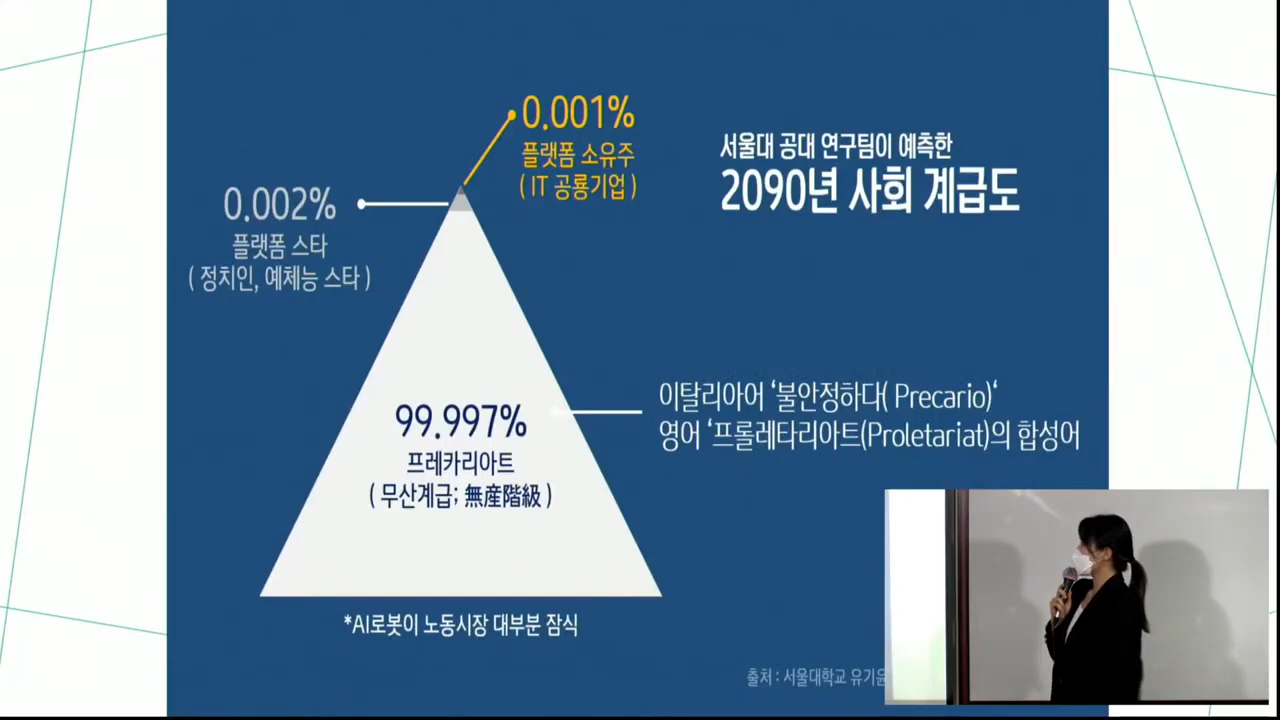 0.001%
플랫폼 소유주
( IT 공룡기업 )
서울대 공대 연구팀이 예측한
2090년 사회 계급도
0.002%
플랫폼 스타
( 정치인, 예체능 스타 )
이탈리아어 ‘불안정하다( Precario)‘
영어 ‘프롤레타리아트(Proletariat)의 합성어
99.997%
프레카리아트
( 무산계급; 無産階級 )
*AI로봇이 노동시장 대부분 잠식
출처 : 서울대학교 유기윤